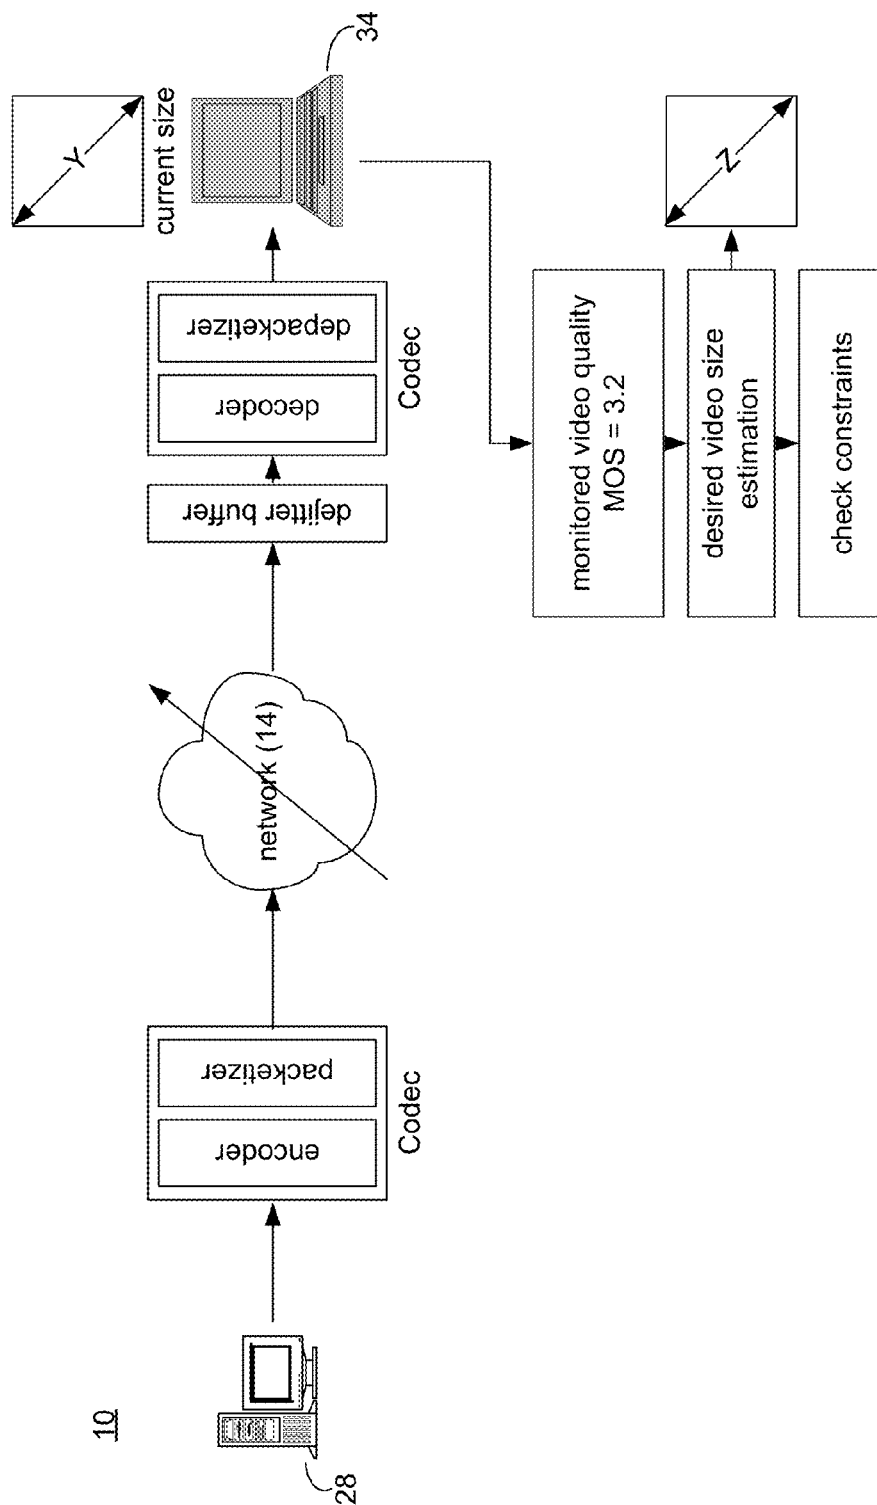 10
28
encoder
packetizer
Codec
network (14)
dejitter buffer
decoder
depacketizer
Codec
Y
current size
34
monitored video quality
MOS = 3.2
desired video size
estimation
Z
check constraints